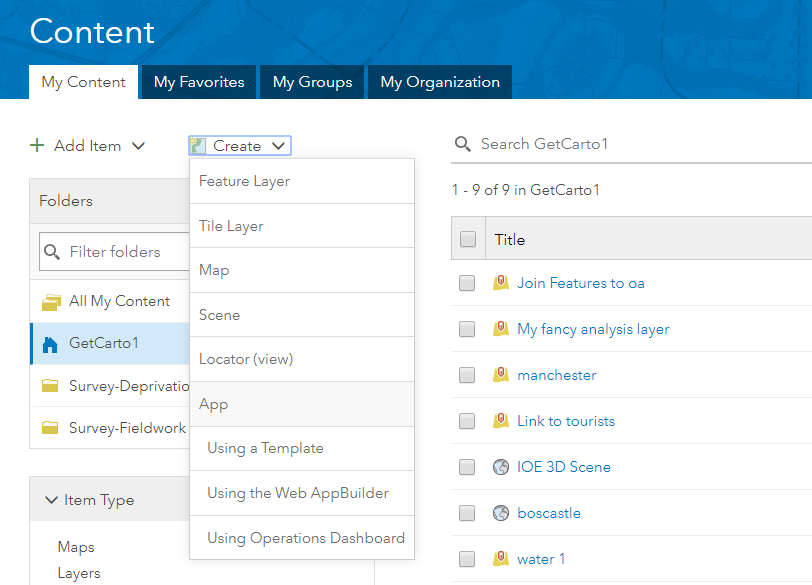 Content
My Content
My Favorites
My Groups
My Organization
Add Item
Create
Search GetCarto1
Feature Layer
Tile Layer
Map
Scene
Locator (view)
App
Using a Template
Using the Web AppBuilder
Using Operations Dashboard
Folders
Filter folders
All My Content
GetCarto1
Survey-Deprivatio
Survey-Fieldwork
Item Type
Maps
Layers
1 - 9 of 9 in GetCarto1
Title
Join Features to oa
My fancy analysis layer
manchester
Link to tourists
IOE 3D Scene
boscastle
water 1